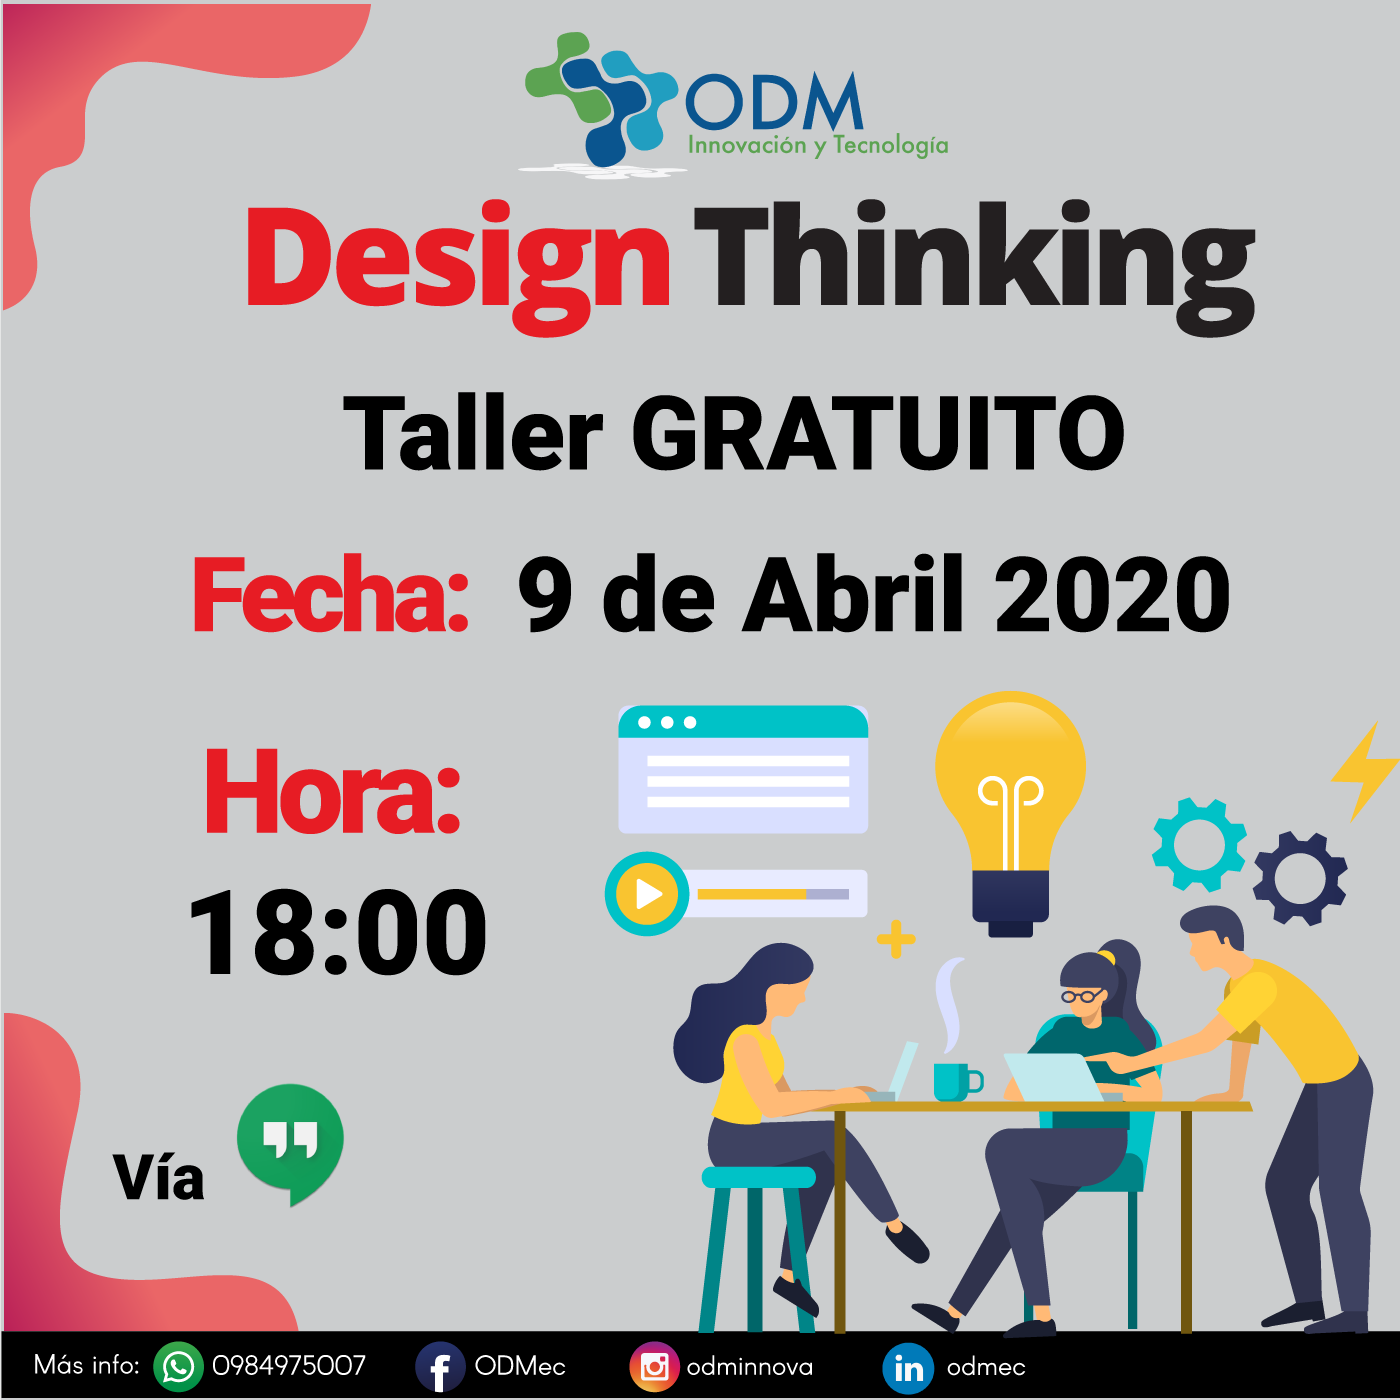 ODM
Innovación y Tecnología
Design Thinking
Taller GRATUITO
Fecha: 9 de Abril 2020
Hora:
18:00
Vía
Más info: 0984975007 ODMec odminnova odmec